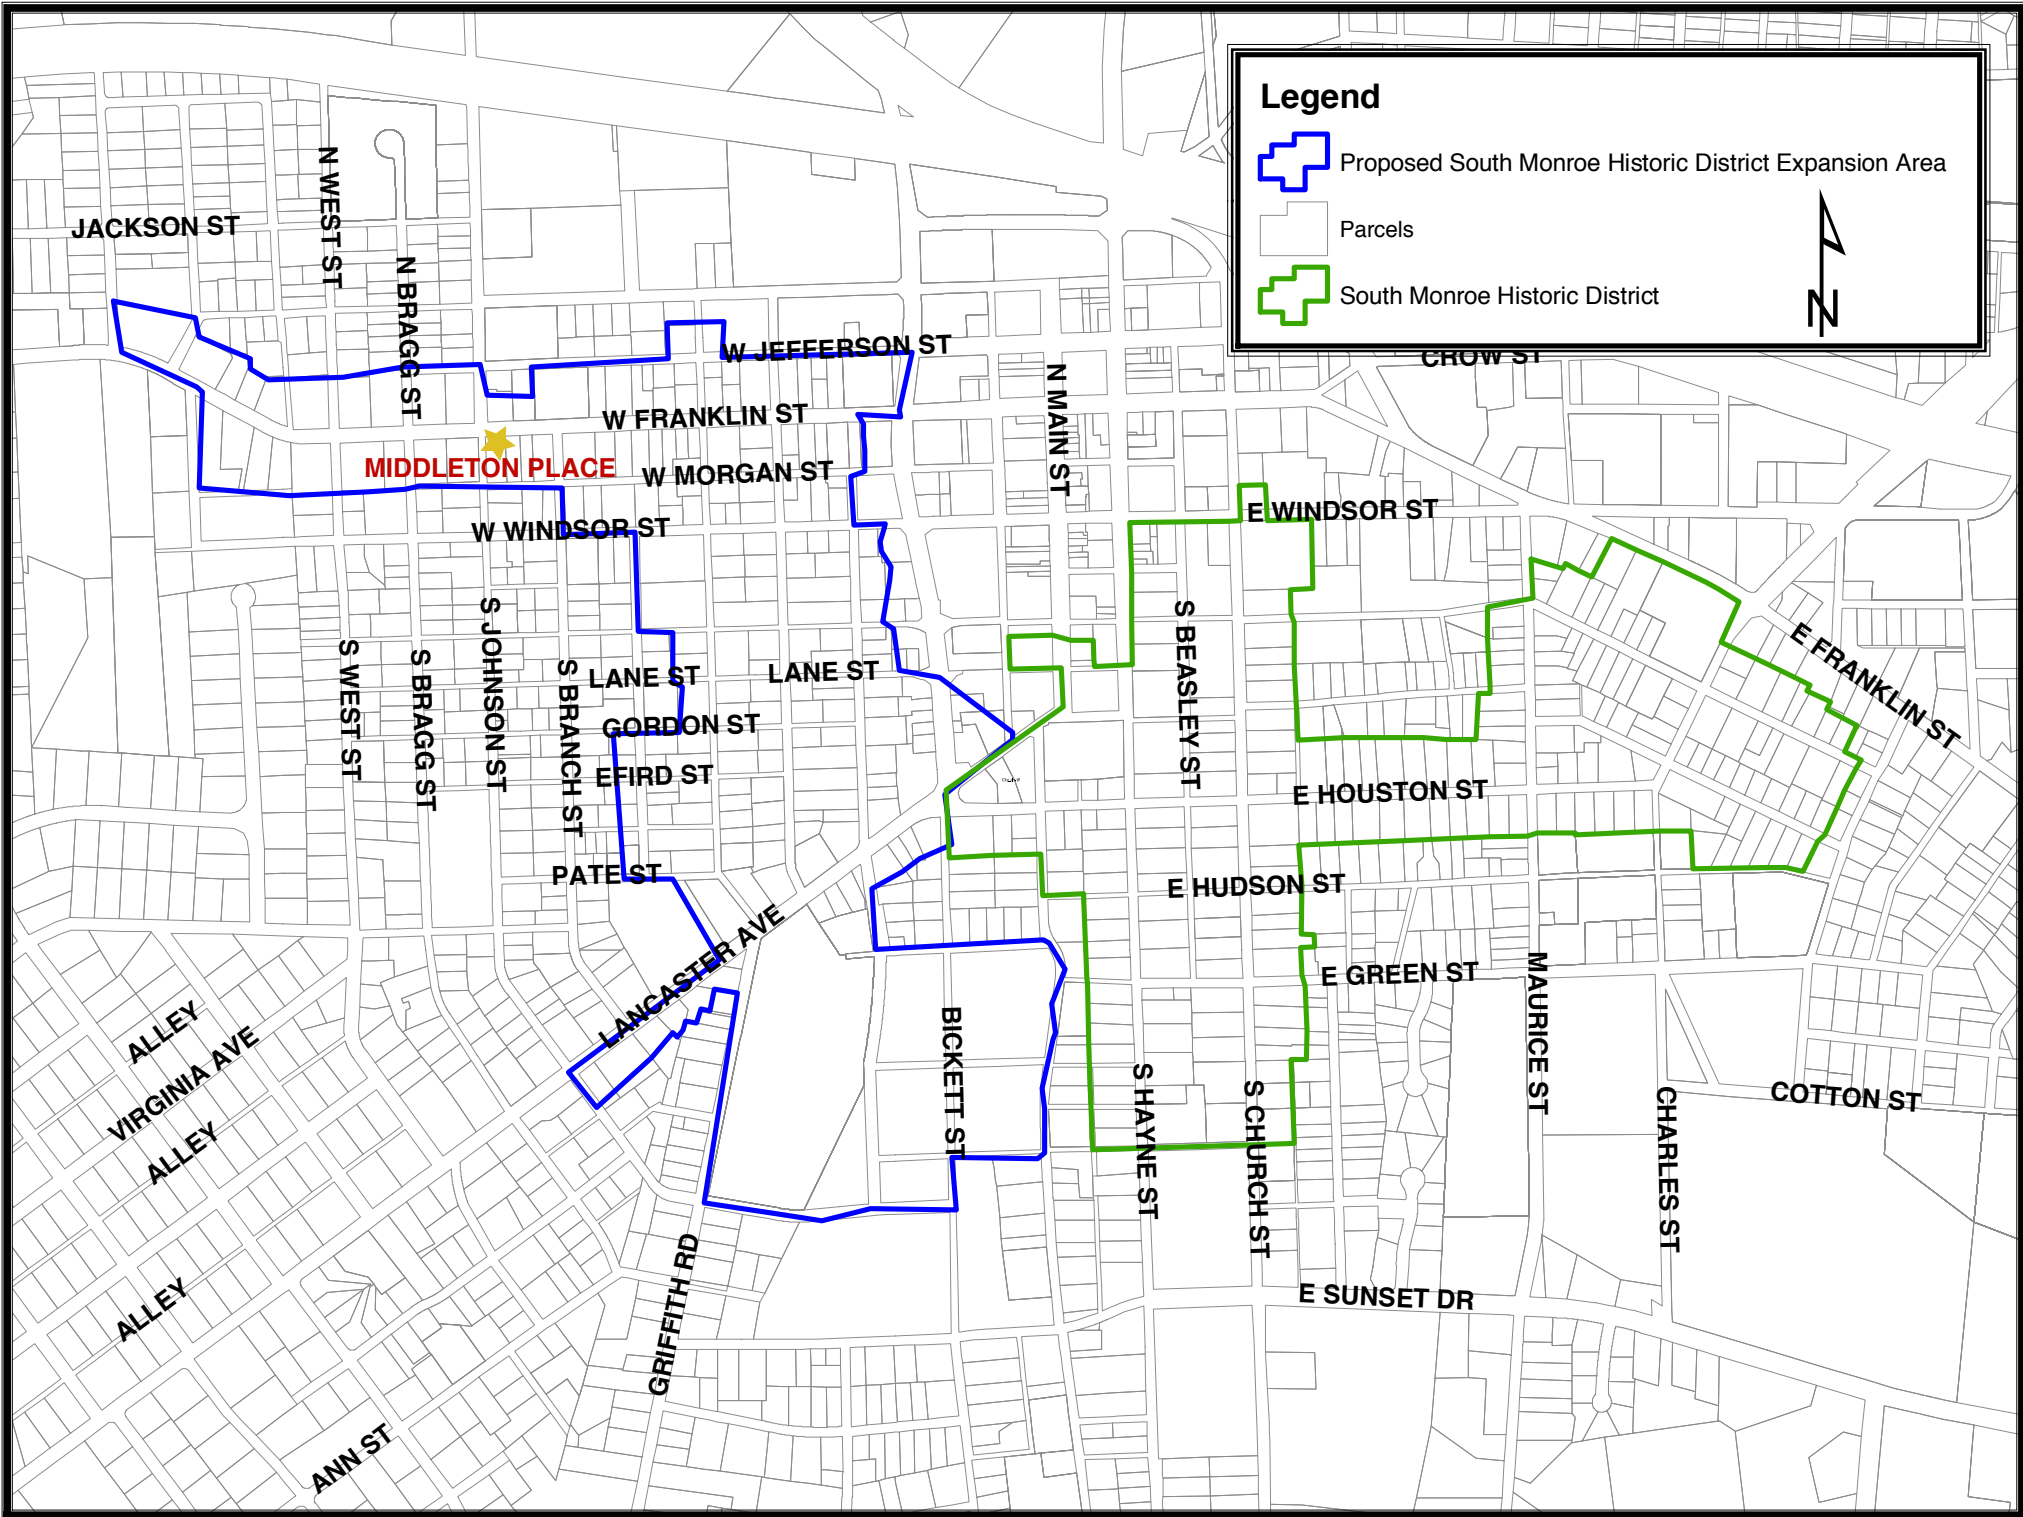 Legend
Proposed South Monroe Historic District Expansion Area
Parcels
South Monroe Historic District
N
JACKSON ST
N WEST ST
N BRAGG ST
W JEFFERSON ST
CROW ST
N MAIN ST
W FRANKLIN ST
MIDDLETON PLACE
W MORGAN ST
W WINDSOR ST
E WINDSOR ST
S WEST ST
S BRAGG ST
S JOHNSON ST
S BRANCH ST
LANE ST
LANE ST
GORDON ST
EFIRD ST
S BEASLEY ST
E FRANKLIN ST
E HOUSTON ST
PATE ST
E HUDSON ST
LANCASTER AVE
E GREEN ST
MAURICE ST
ALLEY
VIRGINIA AVE
ALLEY
BICKETT ST
S HAYNE ST
S CHURCH ST
CHARLES ST
COTTON ST
ALLEY
GRIFFITH RD
E SUNSET DR
ANN ST